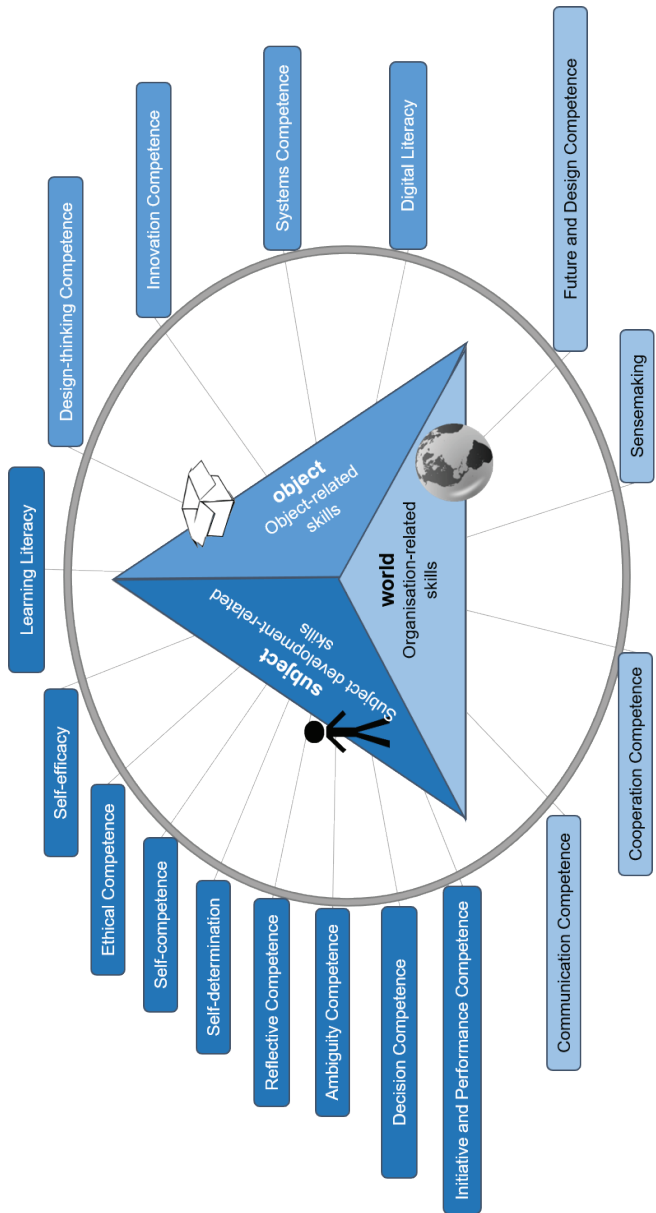 Learning Literacy
Self-efficacy
Ethical Competence
Self-competence
Self-determination
Reflective Competence
Ambiguity Competence
Decision Competence
Initiative and Performance Competence
Design-thinking Competence
Innovation Competence
Systems Competence
Digital Literacy
Future and Design Competence
Sensemaking
Cooperation Competence
Communication Competence
subject
Subject development-related
skills
object
Object-related
skills
world
Organisation-related
skills